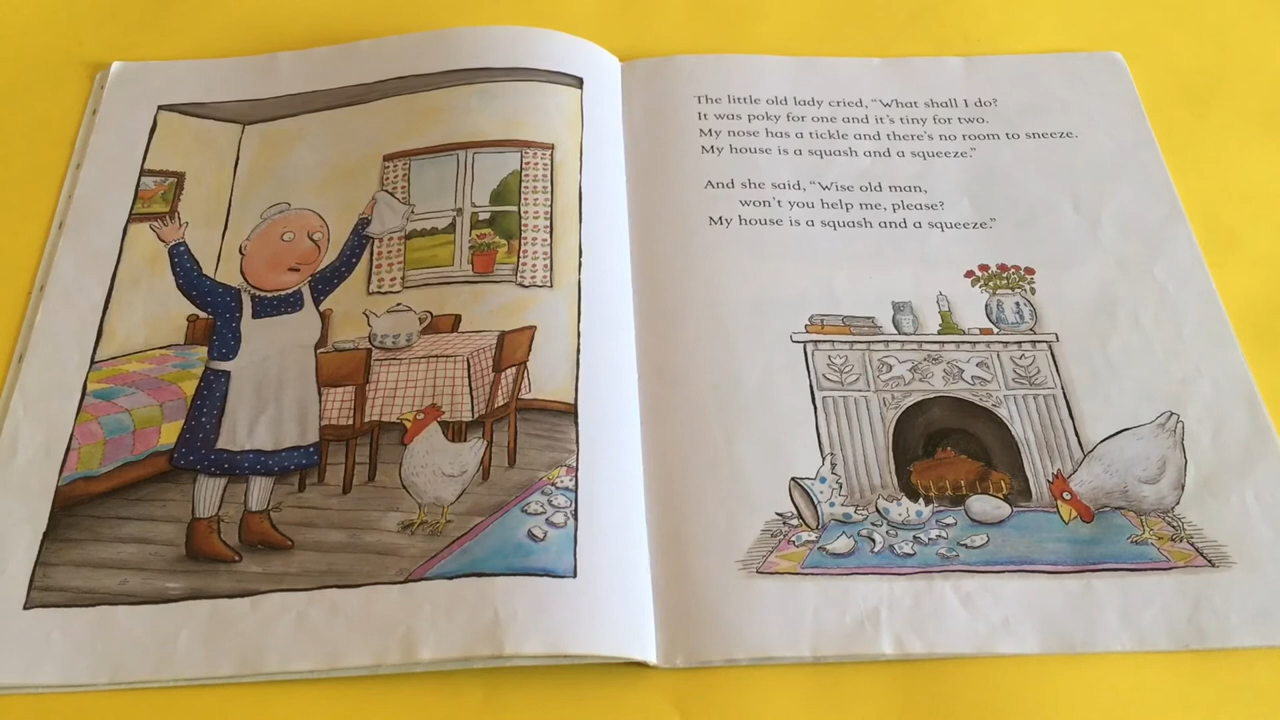 The little old lady cried, “What shall I do?
It was poky for one and it’s tiny for two.
My nose has a tickle and there’s no room to sneeze.
My house is a squash and a squeeze.”
And she said, “Wise old man,
won’t you help me, please?
My house is a squash and a squeeze.”